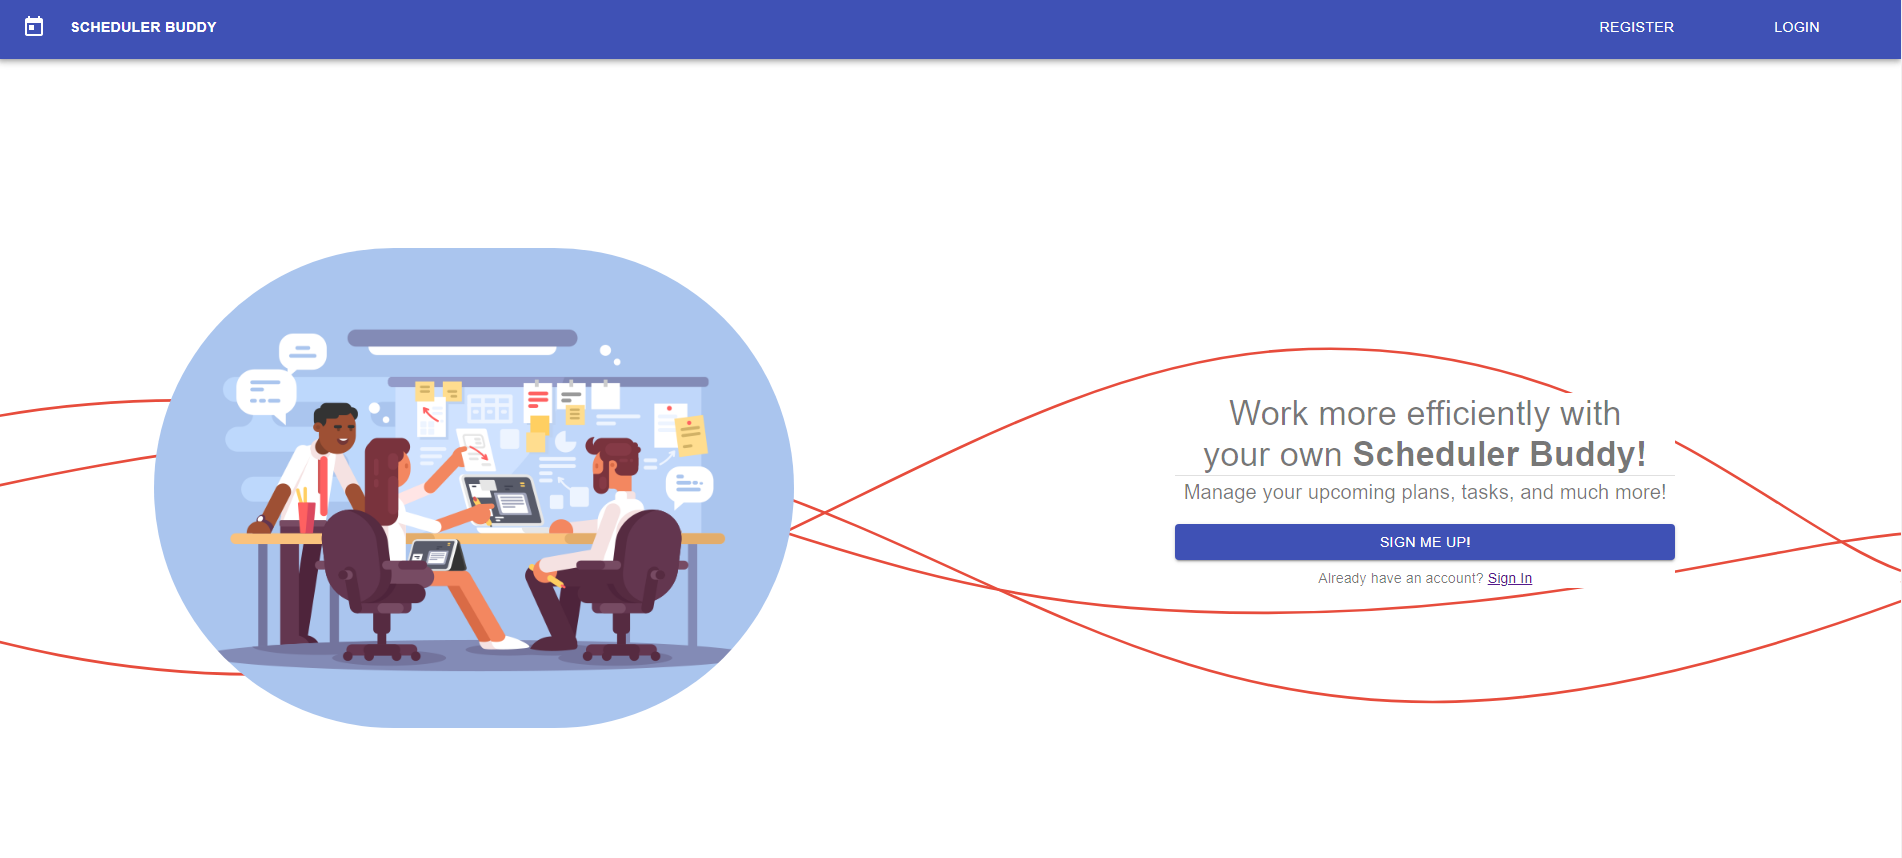 SCHEDULER BUDDY
REGISTER
LOGIN
Work more efficiently with
your own Scheduler Buddy!
Manage your upcoming plans, tasks, and much more!
SIGN ME UP!
Already have an account? Sign In